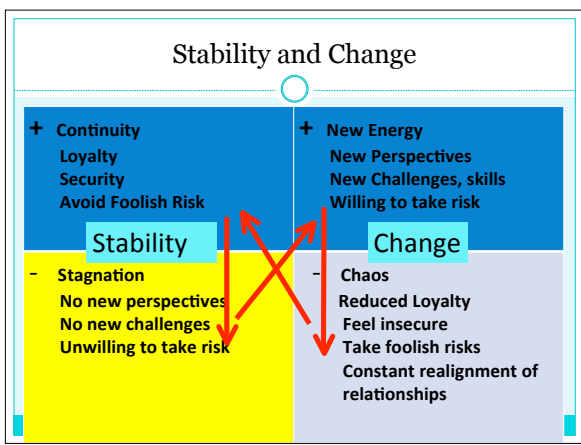 Stability and Change
+ Continuity
Loyalty
Security
Avoid Foolish Risk
+ New Energy
New Perspectives
New Challenges, skills
Willing to take risk
Stability
Change
- Stagnation
No new perspectives
No new challenges
Unwilling to take risk
- Chaos
Reduced Loyalty
Feel insecure
Take foolish risks
Constant realignment of
relationships